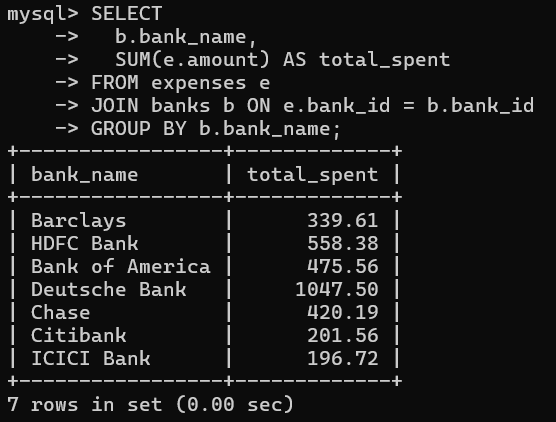 mysql> SELECT
    ->   b.bank_name,
    ->   SUM(e.amount) AS total_spent
    -> FROM expenses e
    -> JOIN banks b ON e.bank_id = b.bank_id
    -> GROUP BY b.bank_name;
+-----------------+-------------+
| bank_name       | total_spent |
+-----------------+-------------+
| Barclays        |      339.61 |
| HDFC Bank       |      558.38 |
| Bank of America |      475.56 |
| Deutsche Bank   |     1047.50 |
| Chase           |      420.19 |
| Citibank        |      201.56 |
| ICICI Bank      |      196.72 |
+-----------------+-------------+
7 rows in set (0.00 sec)